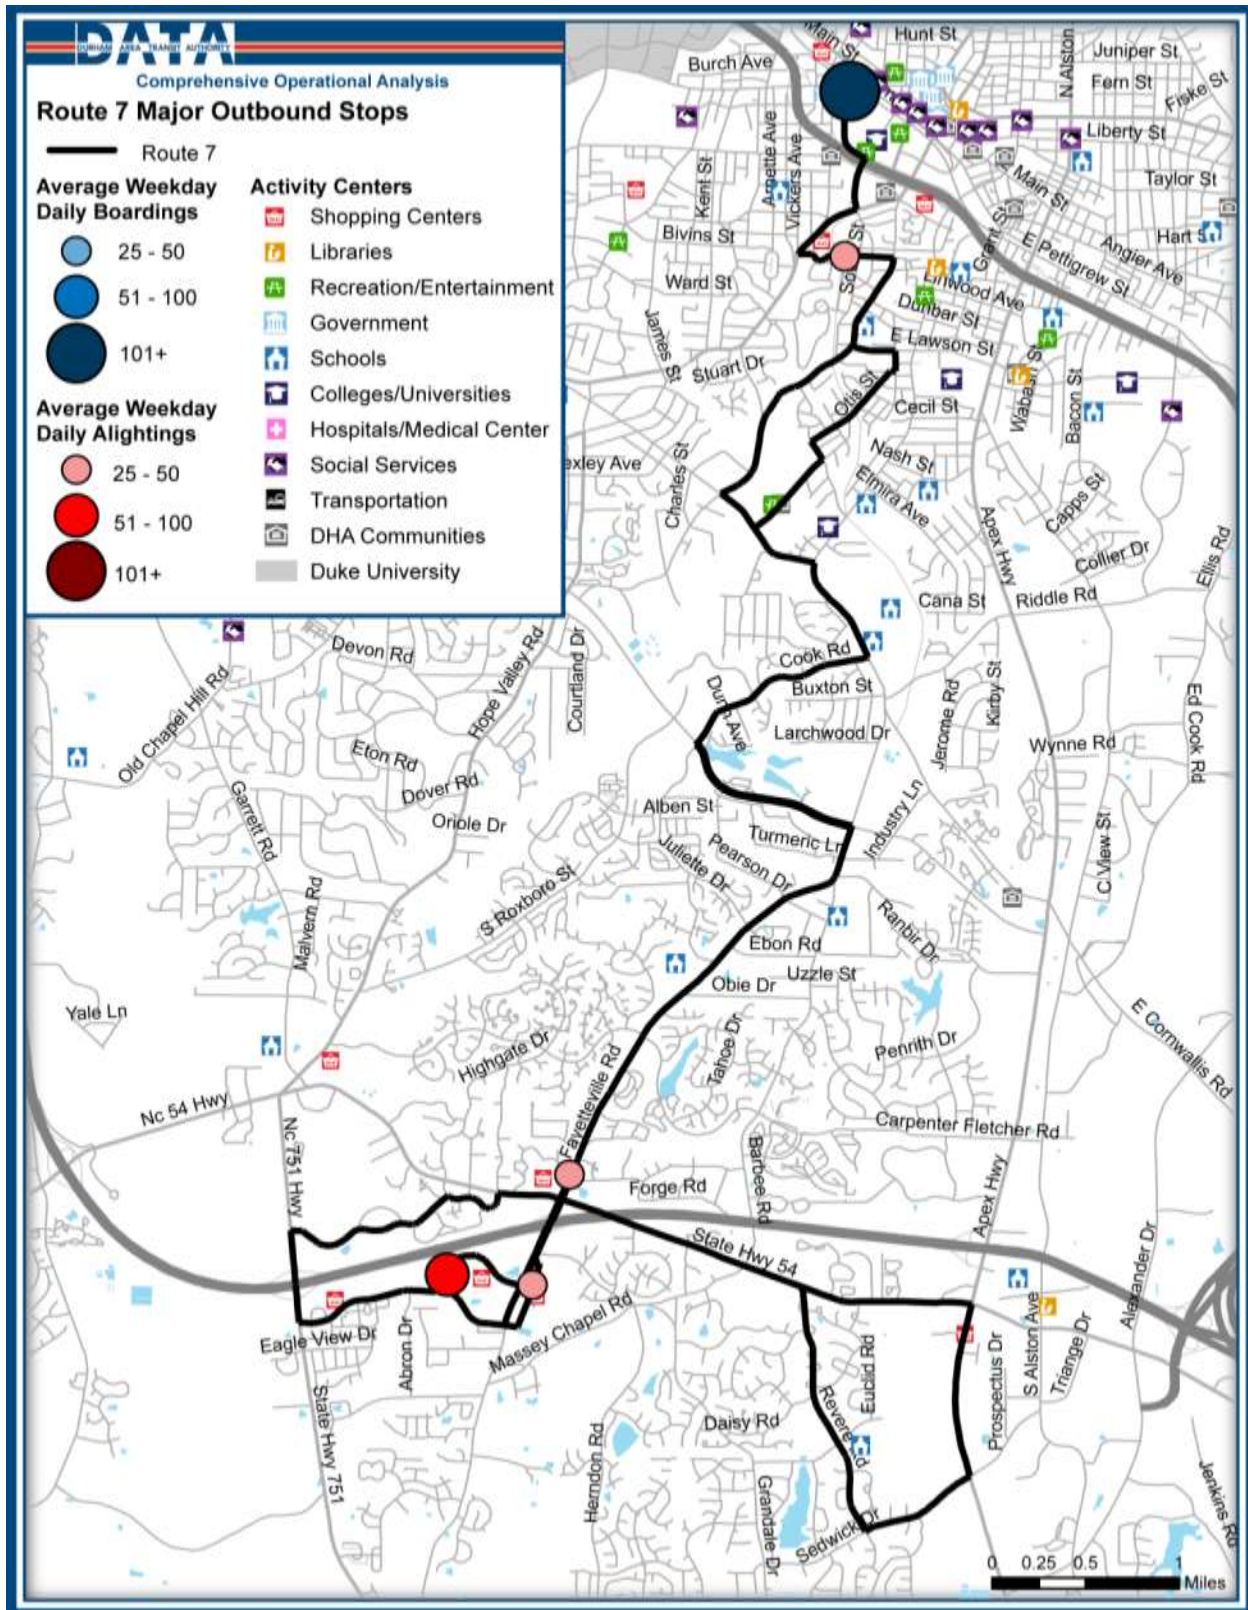 DATA
DURHAM AREA TRANSIT AUTHORITY
Comprehensive Operational Analysis
Route 7 Major Outbound Stops
Route 7
Average Weekday
Daily Boardings
25 - 50
51 - 100
101+
Average Weekday
Daily Alightings
25 - 50
51 - 100
101+
Activity Centers
Shopping Centers
Libraries
Recreation/Entertainment
Government
Schools
Colleges/Universities
Hospitals/Medical Center
Social Services
Transportation
DHA Communities
Duke University
Main St
Hunt St
Burch Ave
N Alston
Juniper St
Fern St
Fiske St
Liberty St
Arnette Ave
Vickers Ave
Kent St
E Main St
Taylor St
Bivins St
Grant St
Hart St
Angier Ave
E Pettigrew St
Ward St
Linwood Ave
Dunbar St
James St
E Lawson St
Stuart Dr
Otis St
Cecil St
Wabash St
Bacon St
Charles St
Nash St
exley Ave
Elmira Ave
Capps St
Apex Hwy
Collier Dr
Ellis Rd
Cana St
Riddle Rd
Devon Rd
Hope Valley Rd
Courtland Dr
Cook Rd
Buxton St
Old Chapel Hill Rd
Dunn Ave
Jerome Rd
Kirby St
Ed Cook Rd
Larchwood Dr
Wynne Rd
Eton Rd
Dover Rd
Garrett Rd
Oriole Dr
Alben St
Industry Ln
Turmeric Ln
Juliette Dr
Pearson Dr
C View St
S Roxboro St
Malvern Rd
Ranbir Dr
Ebon Rd
Uzzle St
Obie Dr
Yale Ln
E Cornwallis Rd
Highgate Dr
Tahoe Dr
Penrith Dr
Fayetteville Rd
Nc 54 Hwy
Carpenter Fletcher Rd
Nc 751 Hwy
Barbee Rd
Apex Hwy
Forge Rd
State Hwy 54
Alexander Dr
Massey Chapel Rd
Eagle View Dr
Abron Dr
Euclid Rd
Prospectus Dr
S Alston Ave
Triange Dr
State Hwy 751
Revere Rd
Daisy Rd
Herndon Rd
Grandale Dr
Sedwick Dr
Jenkins Rd
0 0.25 0.5 1
Miles